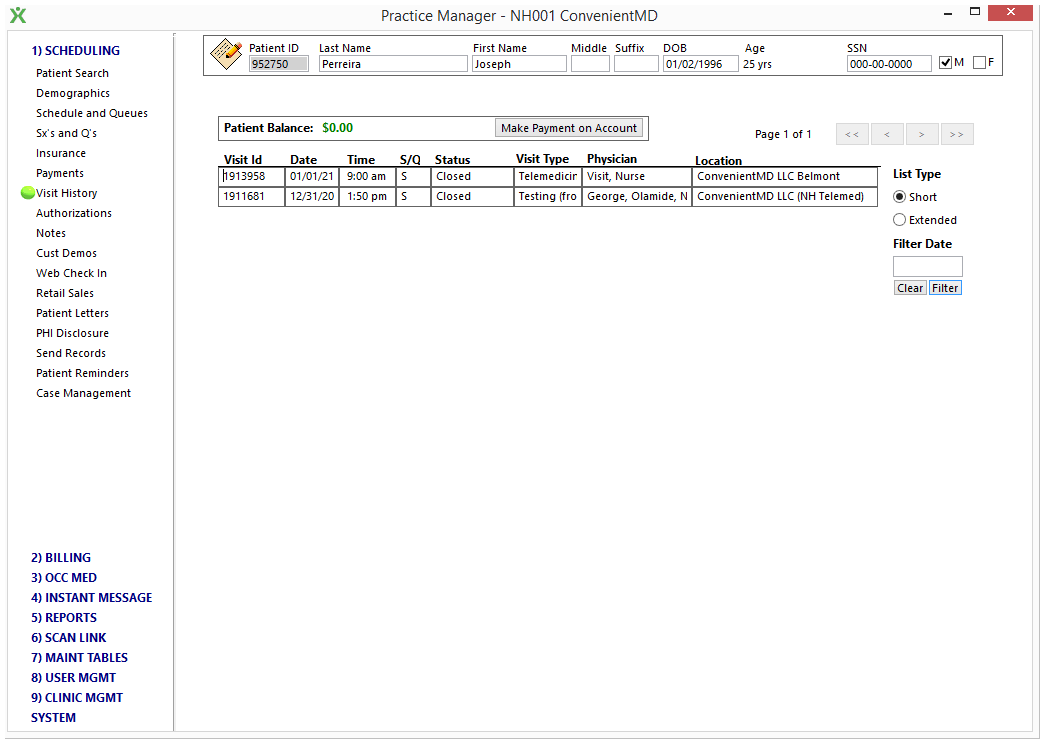 Practice Manager - NH001 ConvenientMD
1) SCHEDULING
Patient Search
Demographics
Schedule and Queues
Sx's and Q's
Insurance
Payments
Visit History
Authorizations
Notes
Cust Demos
Web Check In
Retail Sales
Patient Letters
PHI Disclosure
Send Records
Patient Reminders
Case Management
2) BILLING
3) OCC MED
4) INSTANT MESSAGE
5) REPORTS
6) SCAN LINK
7) MAINT TABLES
8) USER MGMT
9) CLINIC MGMT
SYSTEM
Patient ID Last Name First Name Middle Suffix DOB Age SSN
952750 Perreira Joseph 01/02/1996 25 yrs 000-00-0000 M F
Patient Balance: $0.00 Make Payment on Account
Page 1 of 1 << < > >>
Visit Id Date Time S/Q Status Visit Type Physician Location
1913958 01/01/21 9:00 am S Closed Telemedicin Visit, Nurse ConvenientMD LLC Belmont
1911681 12/31/20 1:50 pm S Closed Testing (fro George, Olamide, N ConvenientMD LLC (NH Telemed)
List Type
Short
Extended
Filter Date
Clear Filter